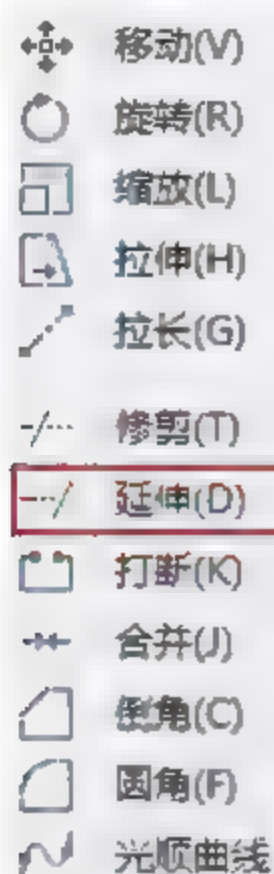 移动(V)
旋转(R)
缩放(L)
拉伸(H)
拉长(G)
修剪(T)
延伸(D)
打断(K)
合并(J)
倒角(C)
圆角(F)
光顺曲线